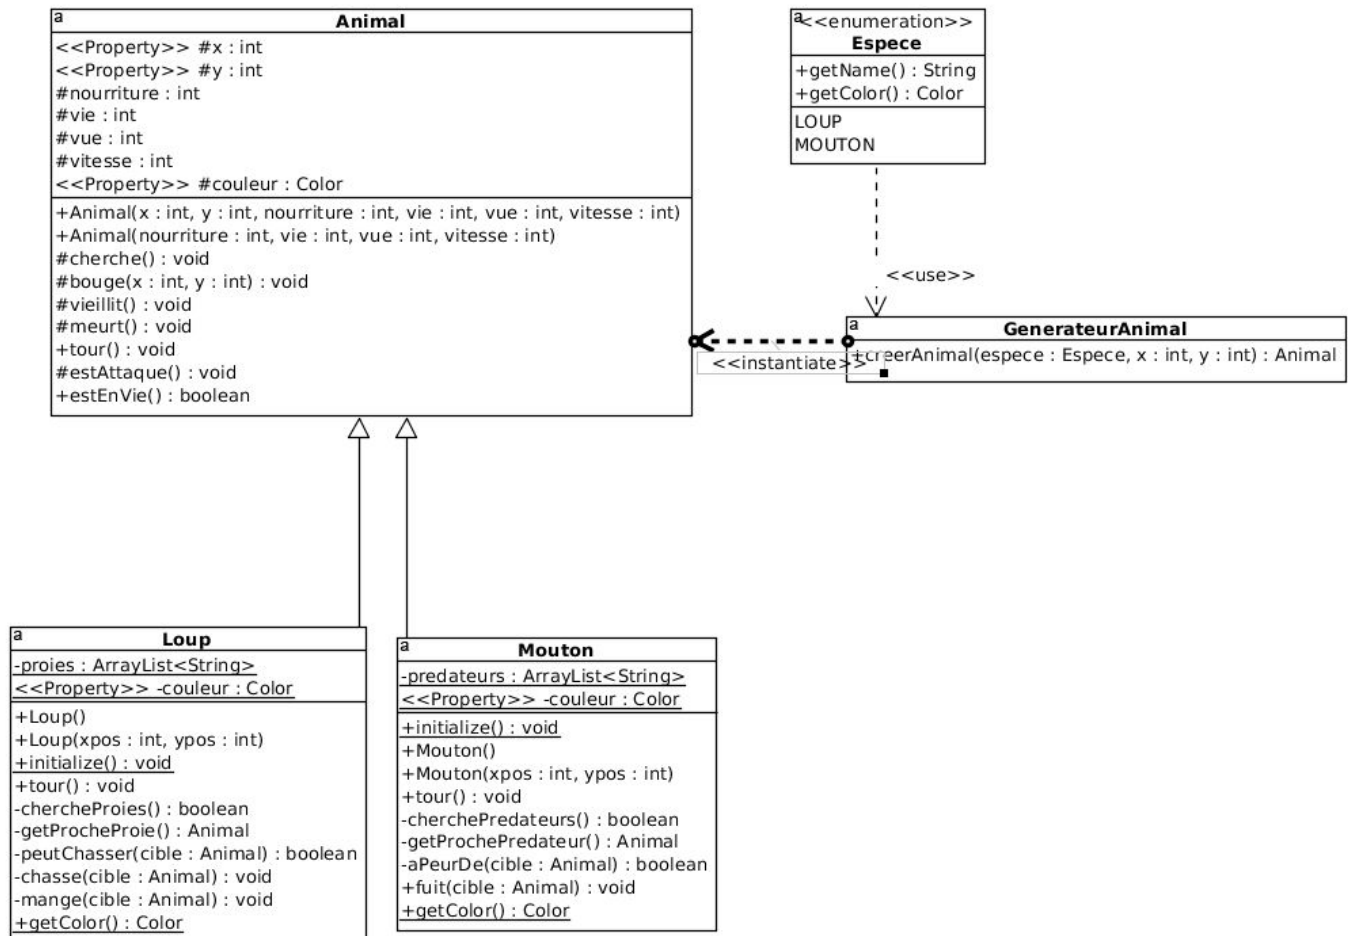 a
Animal
<<Property>> #x : int
<<Property>> #y : int
#nourriture : int
#vie : int
#vue : int
#vitesse : int
<<Property>> #couleur : Color
+Animal(x : int, y : int, nourriture : int, vie : int, vue : int, vitesse : int)
+Animal(nourriture : int, vie : int, vue : int, vitesse : int)
#cherche() : void
#bouge(x : int, y : int) : void
#vieillit() : void
#meurt() : void
+tour() : void
#estAttaque() : void
+estEnVie() : boolean
a
<<enumeration>>
Espece
+getName() : String
+getColor() : Color
LOUP
MOUTON
<<use>>
a
GenerateurAnimal
+creerAnimal(espece : Espece, x : int, y : int) : Animal
<<instantiate>>
a
Loup
-proies : ArrayList<String>
<<Property>> -couleur : Color
+Loup()
+Loup(xpos : int, ypos : int)
+initialize() : void
+tour() : void
-chercheProies() : boolean
-getProcheProie() : Animal
-peutChasser(cible : Animal) : boolean
-chasse(cible : Animal) : void
-mange(cible : Animal) : void
+getColor() : Color
a
Mouton
-predateurs : ArrayList<String>
<<Property>> -couleur : Color
+initialize() : void
+Mouton()
+Mouton(xpos : int, ypos : int)
+tour() : void
-cherchePredateurs() : boolean
-getProchePredateur() : Animal
-aPeurDe(cible : Animal) : boolean
+fuit(cible : Animal) : void
+getColor() : Color